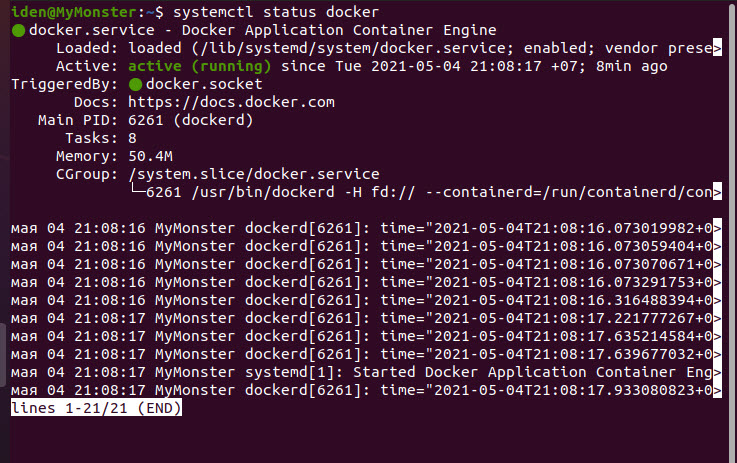 iden@MyMonster:~$ systemctl status docker
● docker.service - Docker Application Container Engine
     Loaded: loaded (/lib/systemd/system/docker.service; enabled; vendor prese>
     Active: active (running) since Tue 2021-05-04 21:08:17 +07; 8min ago
TriggeredBy: ● docker.socket
       Docs: https://docs.docker.com
   Main PID: 6261 (dockerd)
      Tasks: 8
     Memory: 50.4M
     CGroup: /system.slice/docker.service
             └─6261 /usr/bin/dockerd -H fd:// --containerd=/run/containerd/con>
мая 04 21:08:16 MyMonster dockerd[6261]: time="2021-05-04T21:08:16.073019982+0>
мая 04 21:08:16 MyMonster dockerd[6261]: time="2021-05-04T21:08:16.073059404+0>
мая 04 21:08:16 MyMonster dockerd[6261]: time="2021-05-04T21:08:16.073070671+0>
мая 04 21:08:16 MyMonster dockerd[6261]: time="2021-05-04T21:08:16.073291753+0>
мая 04 21:08:16 MyMonster dockerd[6261]: time="2021-05-04T21:08:16.316488394+0>
мая 04 21:08:17 MyMonster dockerd[6261]: time="2021-05-04T21:08:17.221777267+0>
мая 04 21:08:17 MyMonster dockerd[6261]: time="2021-05-04T21:08:17.635214584+0>
мая 04 21:08:17 MyMonster dockerd[6261]: time="2021-05-04T21:08:17.639677032+0>
мая 04 21:08:17 MyMonster systemd[1]: Started Docker Application Container Eng>
мая 04 21:08:17 MyMonster dockerd[6261]: time="2021-05-04T21:08:17.933080823+0>
lines 1-21/21 (END)